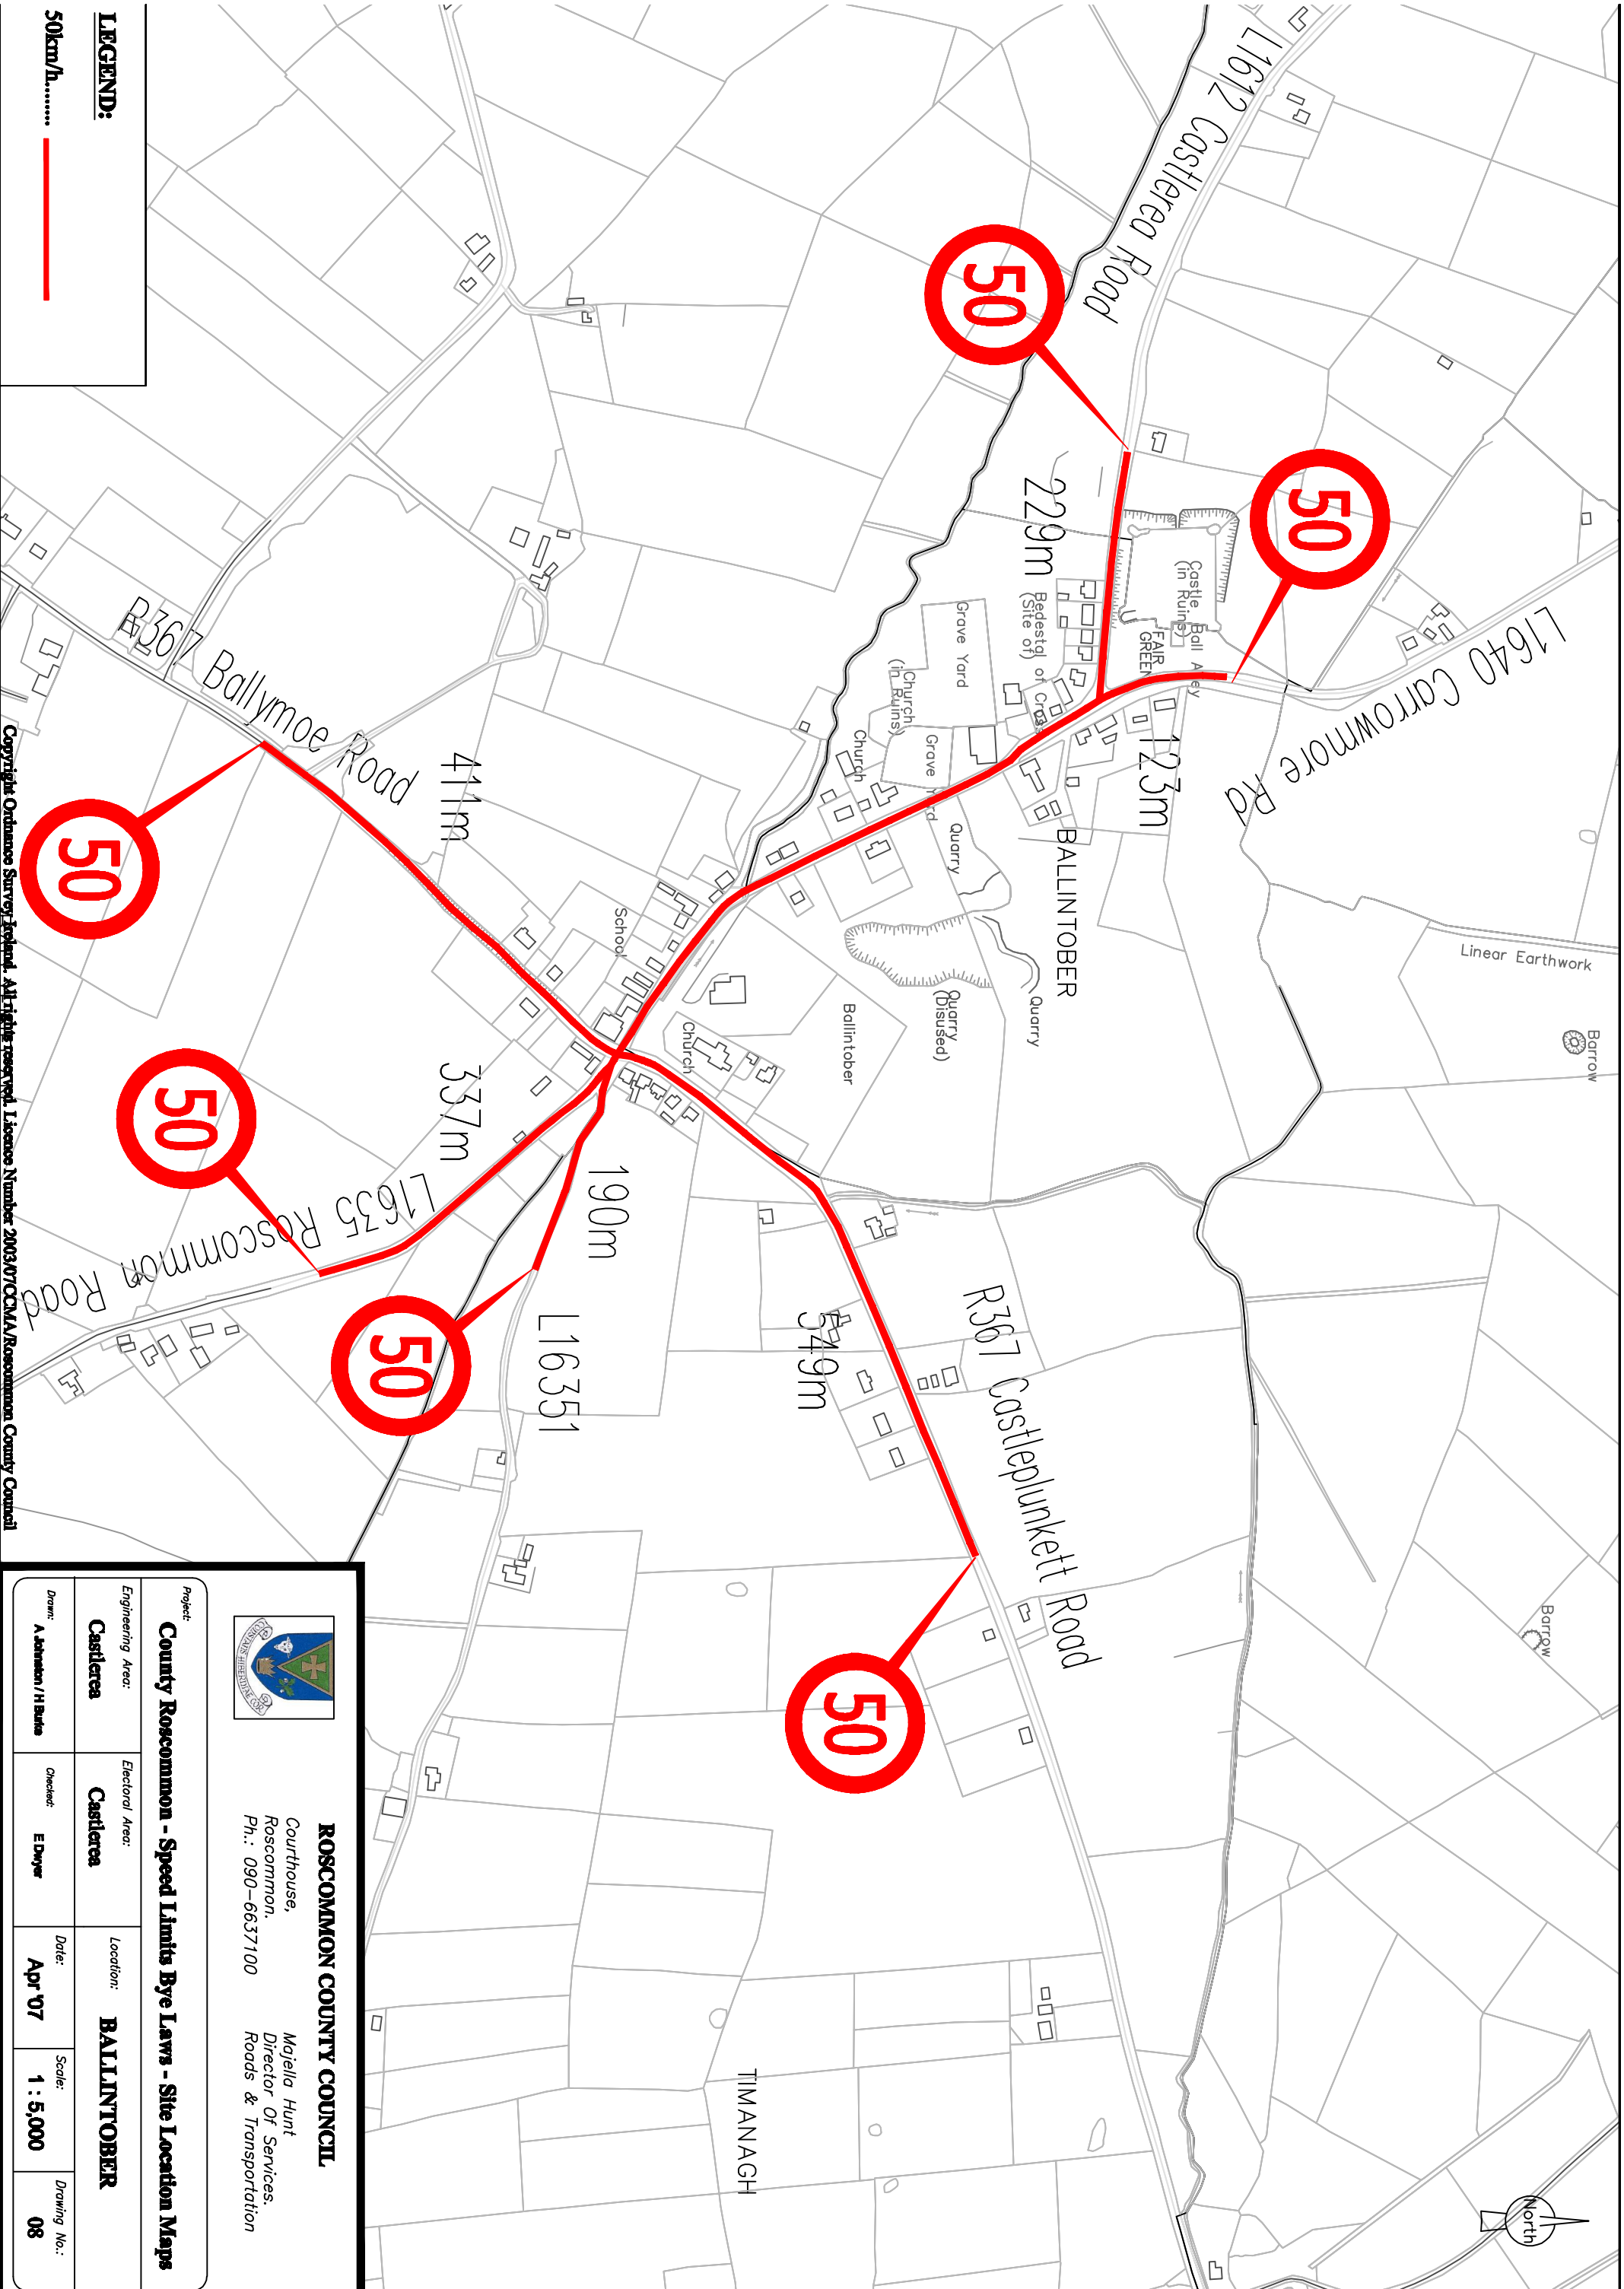 L1612 Castlerea Road
50
50
L1640 Carrowmore Rd
229m
Castle
(in Ruins)
Ball Alley
FAIR
GREEN
Bedestal of Cross
(Site of)
123m
Grave Yard
Church
(in Ruins)
Grave Yard
Church
Quarry
BALLINTOBER
Quarry
Quarry
(Disused)
Ballintober
Linear Earthwork
Barrow
Barrow
R367 Ballymoe Road
411m
50
School
Church
337m
50
L1635 Roscommon Road
190m
50
L16351
549m
R367 Castleplunkett Road
50
TIMANAGH
North
LEGEND:
50km/h........
Copyright Ordnance Survey Ireland. All rights reserved. Licence Number 2003/07CCMA/Roscommon County Council
ROSCOMMON COUNTY COUNCIL
Courthouse,
Roscommon.
Ph.: 090-6637100
Majella Hunt
Director Of Services.
Roads & Transportation
Project:
County Roscommon - Speed Limits Bye Laws - Site Location Maps
Engineering Area:
Castlerea
Electoral Area:
Castlerea
Location:
BALLINTOBER
Drawn:
A Johnston / H Burke
Checked:
E Dwyer
Date:
Apr '07
Scale:
1 : 5,000
Drawing No.:
08